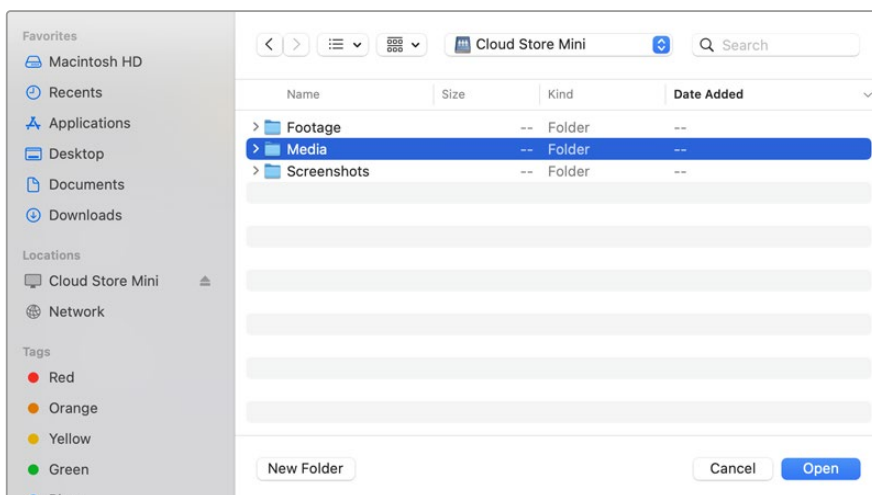 Favorites
Macintosh HD
Recents
Applications
Desktop
Documents
Downloads
Locations
Cloud Store Mini
Network
Tags
Red
Orange
Yellow
Green
Cloud Store Mini
Search
Name Size Kind Date Added
Footage -- Folder --
Media -- Folder --
Screenshots -- Folder --
New Folder Cancel Open